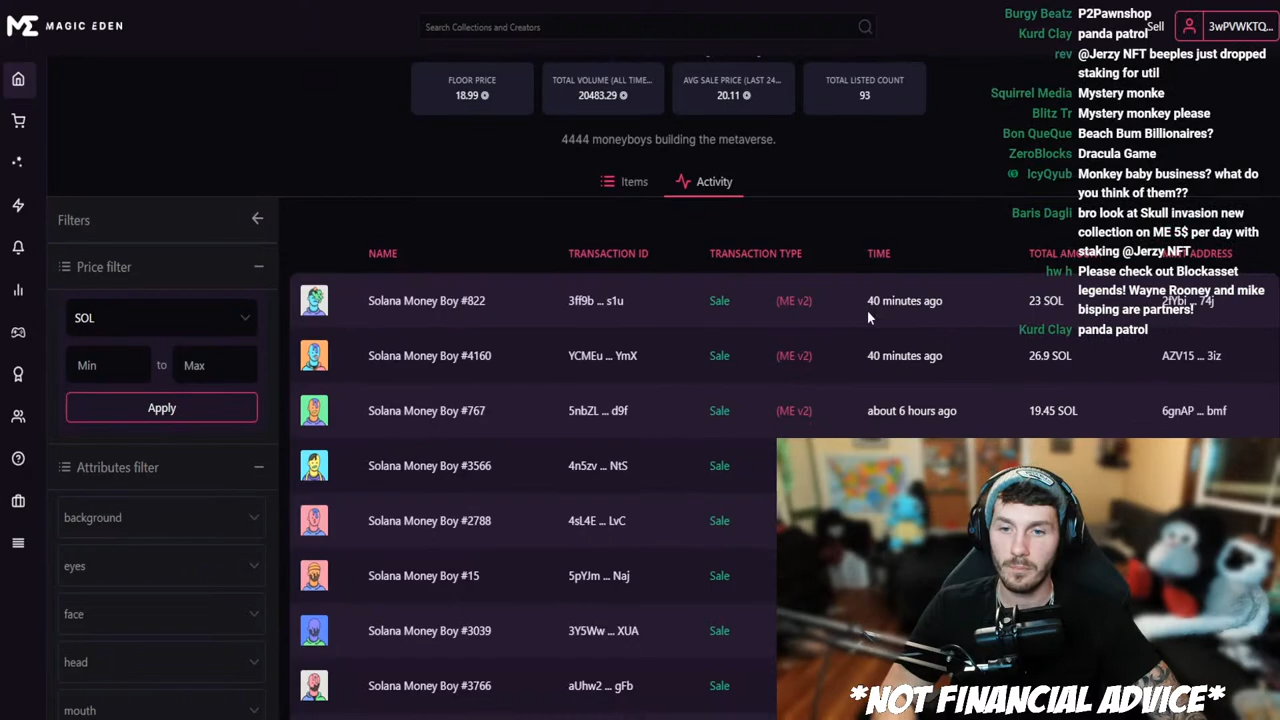 MAGIC EDEN
Search Collections and Creators
Sell
3wPVWKTQ...
FLOOR PRICE
18.99
TOTAL VOLUME (ALL TIME...
20483.29
AVG SALE PRICE (LAST 24...
20.11
TOTAL LISTED COUNT
93
4444 moneyboys building the metaverse.
Items
Activity
Filters
Price filter
SOL
Min
to
Max
Apply
Attributes filter
background
eyes
face
head
mouth
NAME TRANSACTION ID TRANSACTION TYPE TIME TOTAL ADDRESS
Solana Money Boy #822 3ff9b ... s1u Sale (ME v2) 40 minutes ago 23 SOL 2fYbi ... 74j
Solana Money Boy #4160 YCMEu ... YmX Sale (ME v2) 40 minutes ago 26.9 SOL AZV15 ... 3iz
Solana Money Boy #767 5nbZL ... d9f Sale (ME v2) about 6 hours ago 19.45 SOL 6gnAP ... bmf
Solana Money Boy #3566 4n5zv ... NtS Sale
Solana Money Boy #2788 4sL4E ... LvC Sale
Solana Money Boy #15 5pYJm ... Naj Sale
Solana Money Boy #3039 3Y5Ww ... XUA Sale
Solana Money Boy #3766 aUhw2 ... gFb Sale
Burgy Beatz P2Pawnshop
Kurd Clay panda patrol
rev @Jerzy NFT beeples just dropped
staking for util
Squirrel Media Mystery monke
Blitz Tr Mystery monkey please
Bon QueQue Beach Bum Billionaires?
ZeroBlocks Dracula Game
IcyQyub Monkey baby business? what do
you think of them??
Baris Dagli bro look at Skull invasion new
collection on ME 5$ per day with
staking @Jerzy NFT
hw h Please check out Blockasset
legends! Wayne Rooney and mike
bisping are partners!
Kurd Clay panda patrol
*NOT FINANCIAL ADVICE*